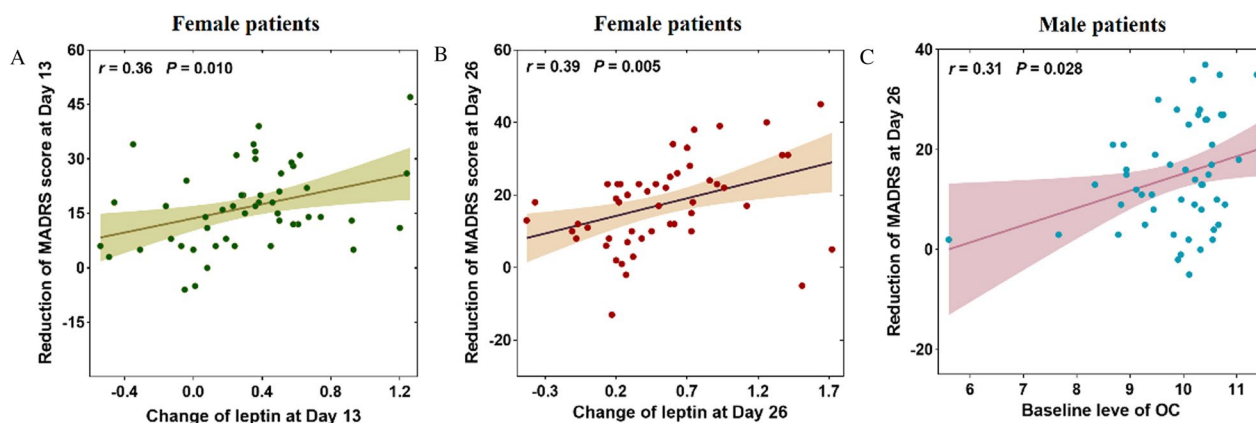 A
Female patients
r = 0.36 P = 0.010
Reduction of MADRS score at Day 13
60
45
30
15
0
-15
-0.4 0.0 0.4 0.8 1.2
Change of leptin at Day 13
B
Female patients
r = 0.39 P = 0.005
Reduction of MADRS score at Day 26
60
40
20
0
-20
-0.3 0.2 0.7 1.2 1.7
Change of leptin at Day 26
C
Male patients
r = 0.31 P = 0.028
Reduction of MADRS at Day 26
40
20
0
-20
6 7 8 9 10 11
Baseline leve of OC